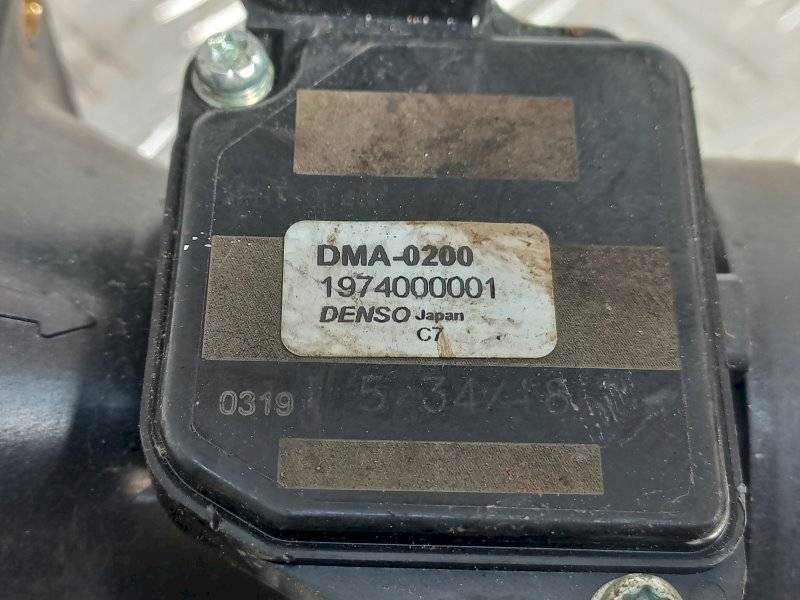 DMA-0200
1974000001
DENSO Japan
C7
0319